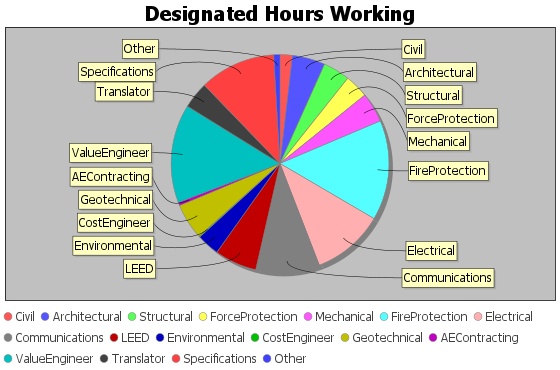 Designated Hours Working
Other
Civil
Specifications
Architectural
Translator
Structural
ForceProtection
Mechanical
ValueEngineer
FireProtection
AEContracting
Geotechnical
CostEngineer
Environmental
Electrical
LEED
Communications
Civil Architectural Structural ForceProtection Mechanical FireProtection Electrical
Communications LEED Environmental CostEngineer Geotechnical AEContracting
ValueEngineer Translator Specifications Other